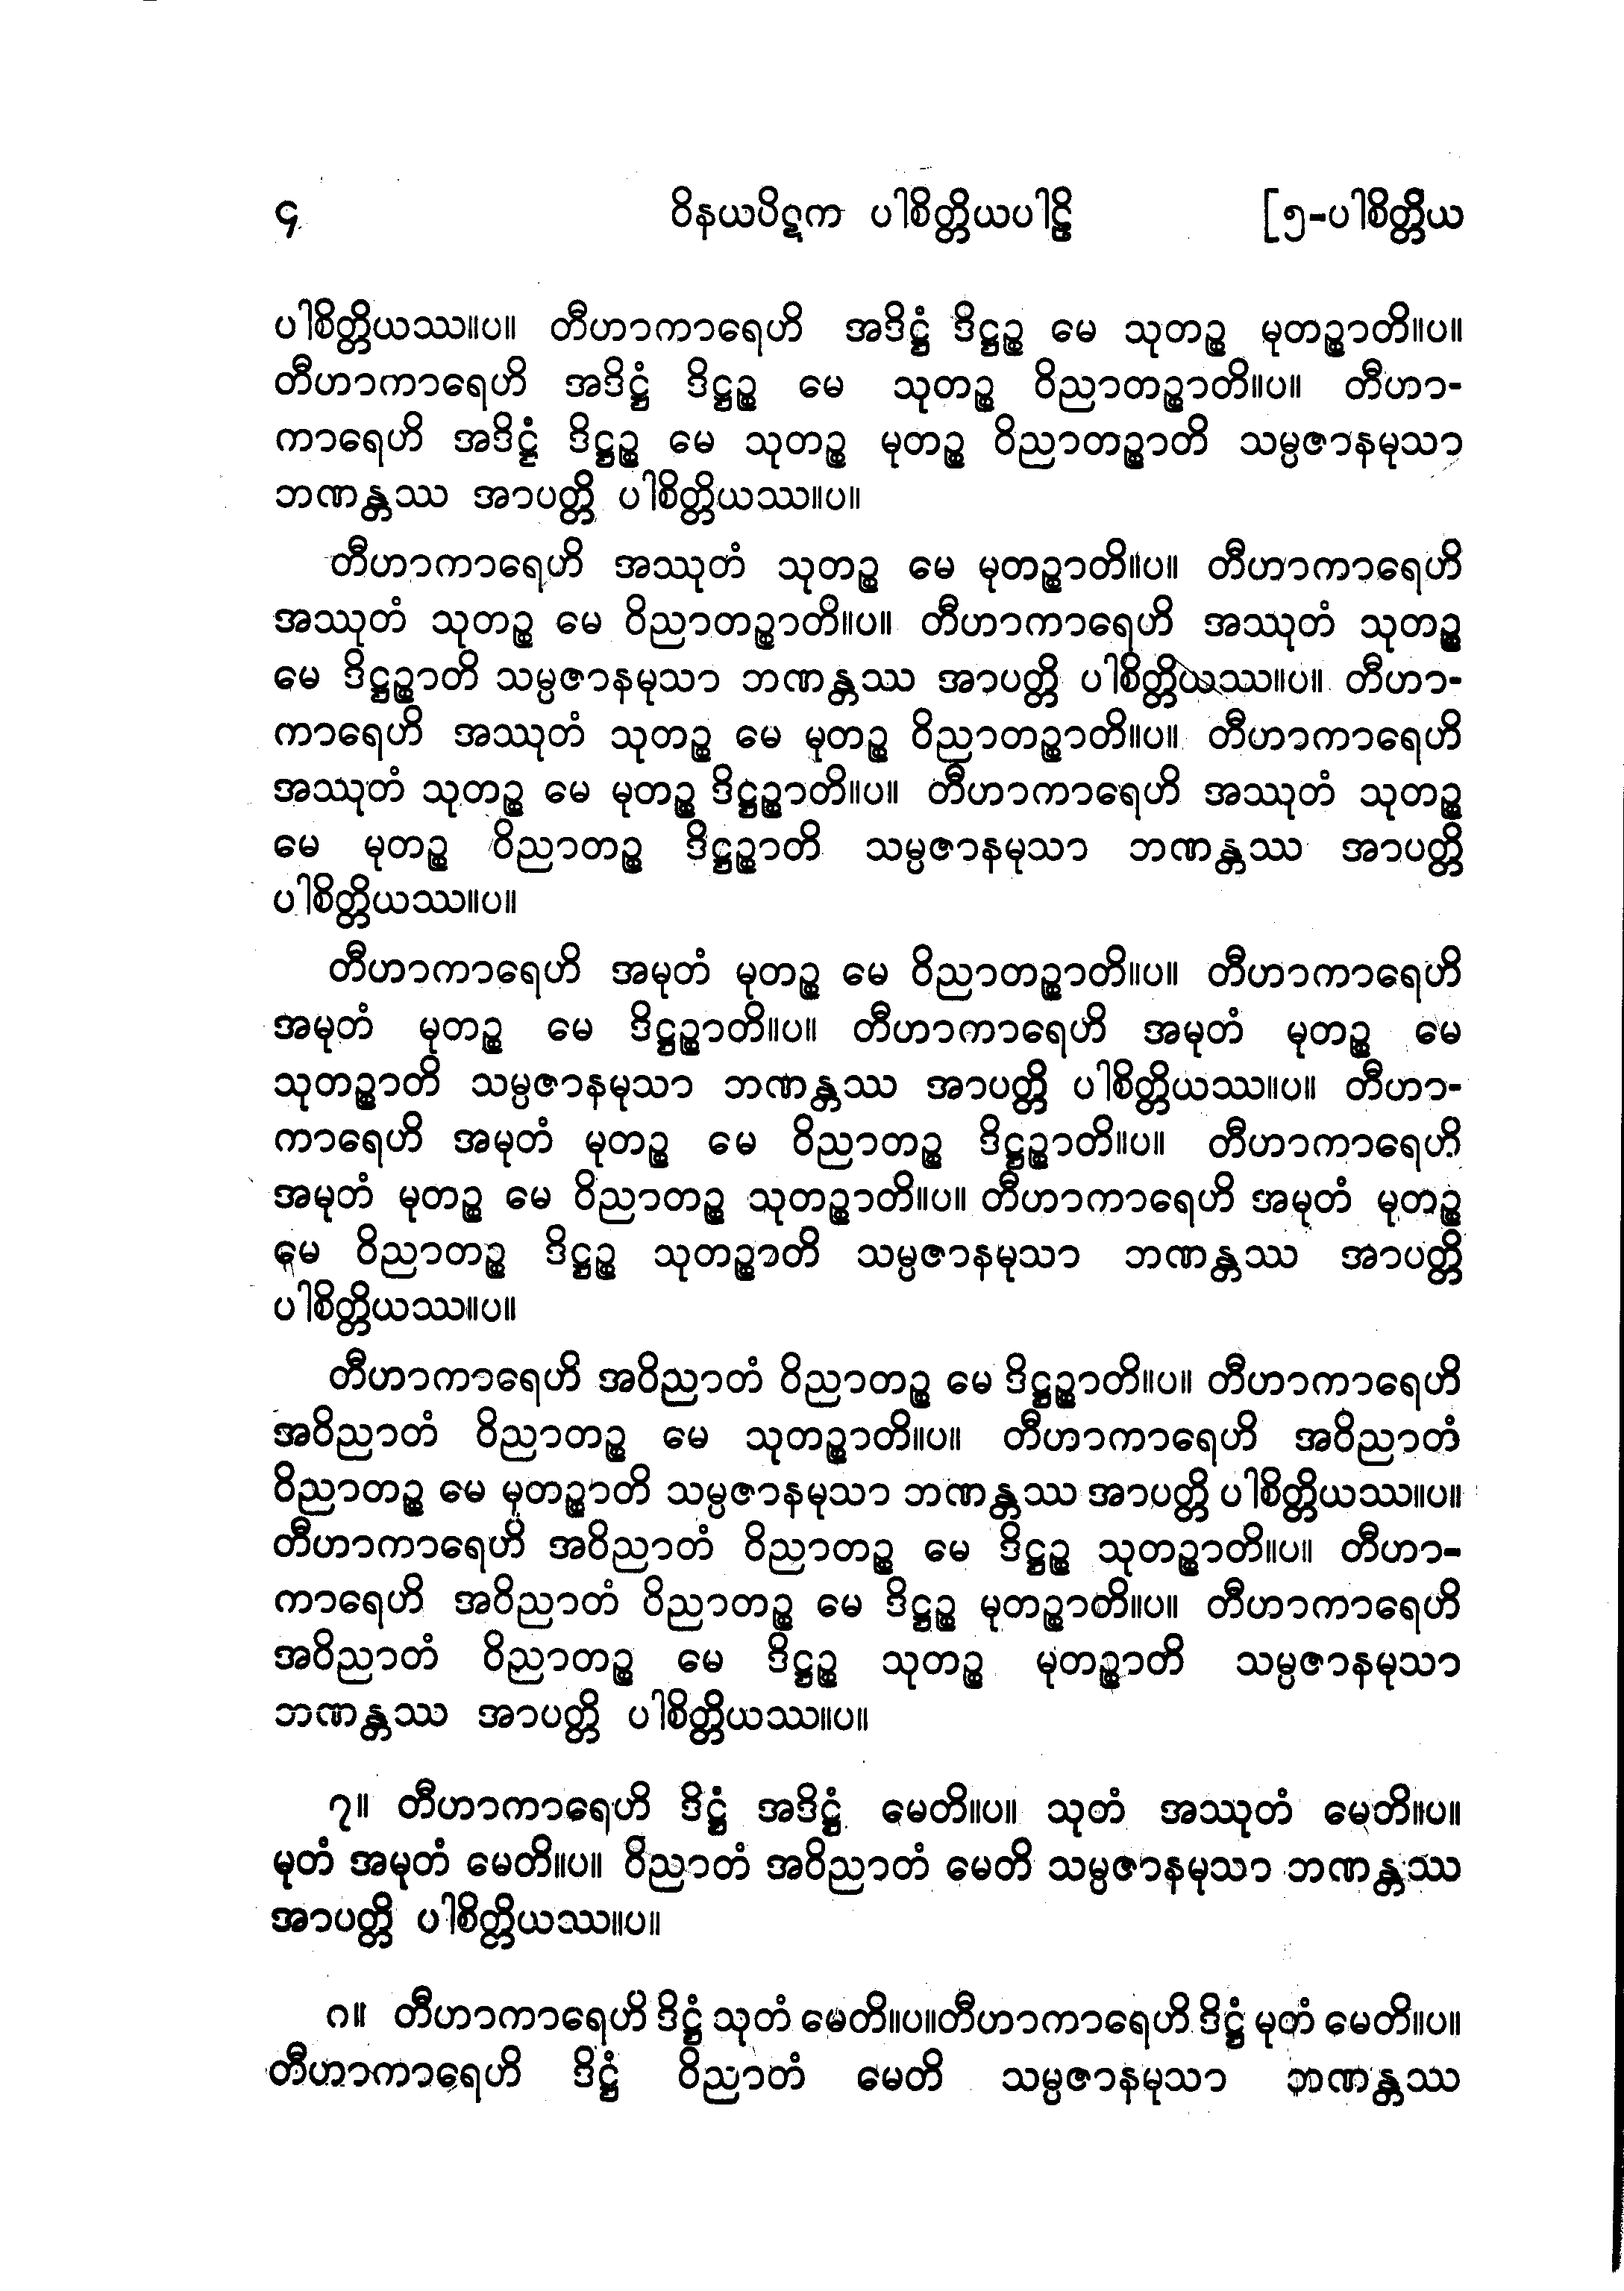 ၄ ဝိနယပိဋက ပါစိတ္တိယပါဠိ [၅-ပါစိတ္တိယ
ပါစိတ္တိယဿ။ပ။ တီဟာကာရေဟိ အဒိဋ္ဌံ ဒိဋ္ဌဉ္စ မေ သုတဉ္စ မုတဉ္စာတိ။ပ။
တီဟာကာရေဟိ အဒိဋ္ဌံ ဒိဋ္ဌဉ္စ မေ သုတဉ္စ ဝိညာတဉ္စာတိ။ပ။ တီဟာ-
ကာရေဟိ အဒိဋ္ဌံ ဒိဋ္ဌဉ္စ မေ သုတဉ္စ မုတဉ္စ ဝိညာတဉ္စာတိ သမ္ပဇာနမုသာ
ဘဏန္တဿ အာပတ္တိ ပါစိတ္တိယဿ။ပ။
တီဟာကာရေဟိ အဿုတံ သုတဉ္စ မေ မုတဉ္စာတိ။ပ။ တီဟာကာရေဟိ
အဿုတံ သုတဉ္စ မေ ဝိညာတဉ္စာတိ။ပ။ တီဟာကာရေဟိ အဿုတံ သုတဉ္စ
မေ ဒိဋ္ဌဉ္စာတိ သမ္ပဇာနမုသာ ဘဏန္တဿ အာပတ္တိ ပါစိတ္တိယဿ။ပ။ တီဟာ-
ကာရေဟိ အဿုတံ သုတဉ္စ မေ မုတဉ္စ ဝိညာတဉ္စာတိ။ပ။ တီဟာကာရေဟိ
အဿုတံ သုတဉ္စ မေ မုတဉ္စ ဒိဋ္ဌဉ္စာတိ။ပ။ တီဟာကာရေဟိ အဿုတံ သုတဉ္စ
မေ မုတဉ္စ ဝိညာတဉ္စ ဒိဋ္ဌဉ္စာတိ သမ္ပဇာနမုသာ ဘဏန္တဿ အာပတ္တိ
ပါစိတ္တိယဿ။ပ။
တီဟာကာရေဟိ အမုတံ မုတဉ္စ မေ ဝိညာတဉ္စာတိ။ပ။ တီဟာကာရေဟိ
အမုတံ မုတဉ္စ မေ ဒိဋ္ဌဉ္စာတိ။ပ။ တီဟာကာရေဟိ အမုတံ မုတဉ္စ မေ
သုတဉ္စာတိ သမ္ပဇာနမုသာ ဘဏန္တဿ အာပတ္တိ ပါစိတ္တိယဿ။ပ။ တီဟာ-
ကာရေဟိ အမုတံ မုတဉ္စ မေ ဝိညာတဉ္စ ဒိဋ္ဌဉ္စာတိ။ပ။ တီဟာကာရေဟိ
အမုတံ မုတဉ္စ မေ ဝိညာတဉ္စ သုတဉ္စာတိ။ပ။ တီဟာကာရေဟိ အမုတံ မုတဉ္စ
မေ ဝိညာတဉ္စ ဒိဋ္ဌဉ္စ သုတဉ္စာတိ သမ္ပဇာနမုသာ ဘဏန္တဿ အာပတ္တိ
ပါစိတ္တိယဿ။ပ။
တီဟာကာရေဟိ အဝိညာတံ ဝိညာတဉ္စ မေ ဒိဋ္ဌဉ္စာတိ။ပ။ တီဟာကာရေဟိ
အဝိညာတံ ဝိညာတဉ္စ မေ သုတဉ္စာတိ။ပ။ တီဟာကာရေဟိ အဝိညာတံ
ဝိညာတဉ္စ မေ မုတဉ္စာတိ သမ္ပဇာနမုသာ ဘဏန္တဿ အာပတ္တိ ပါစိတ္တိယဿ။ပ။
တီဟာကာရေဟိ အဝိညာတံ ဝိညာတဉ္စ မေ ဒိဋ္ဌဉ္စ သုတဉ္စာတိ။ပ။ တီဟာ-
ကာရေဟိ အဝိညာတံ ဝိညာတဉ္စ မေ ဒိဋ္ဌဉ္စ မုတဉ္စာတိ။ပ။ တီဟာကာရေဟိ
အဝိညာတံ ဝိညာတဉ္စ မေ ဒိဋ္ဌဉ္စ သုတဉ္စ မုတဉ္စာတိ သမ္ပဇာနမုသာ
ဘဏန္တဿ အာပတ္တိ ပါစိတ္တိယဿ။ပ။
၇။ တီဟာကာရေဟိ ဒိဋ္ဌံ အဒိဋ္ဌံ မေတိ။ပ။ သုတံ အဿုတံ မေတိ။ပ။
မုတံ အမုတံ မေတိ။ပ။ ဝိညာတံ အဝိညာတံ မေတိ သမ္ပဇာနမုသာ ဘဏန္တဿ
အာပတ္တိ ပါစိတ္တိယဿ။ပ။
၈။ တီဟာကာရေဟိ ဒိဋ္ဌံ သုတံ မေတိ။ပ။တီဟာကာရေဟိ ဒိဋ္ဌံ မုတံ မေတိ။ပ။
တီဟာကာရေဟိ ဒိဋ္ဌံ ဝိညာတံ မေတိ သမ္ပဇာနမုသာ ဘဏန္တဿ